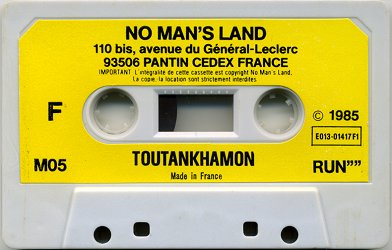 NO MAN'S LAND
110 bis, avenue du Général-Leclerc
93506 PANTIN CEDEX FRANCE
IMPORTANT L'intégralité de cette cassette est copyright No Man's Land.
La copie, la location sont strictement interdites
F
© 1985
E013-01417F1
M05
TOUTANKHAMON
RUN""
Made in France